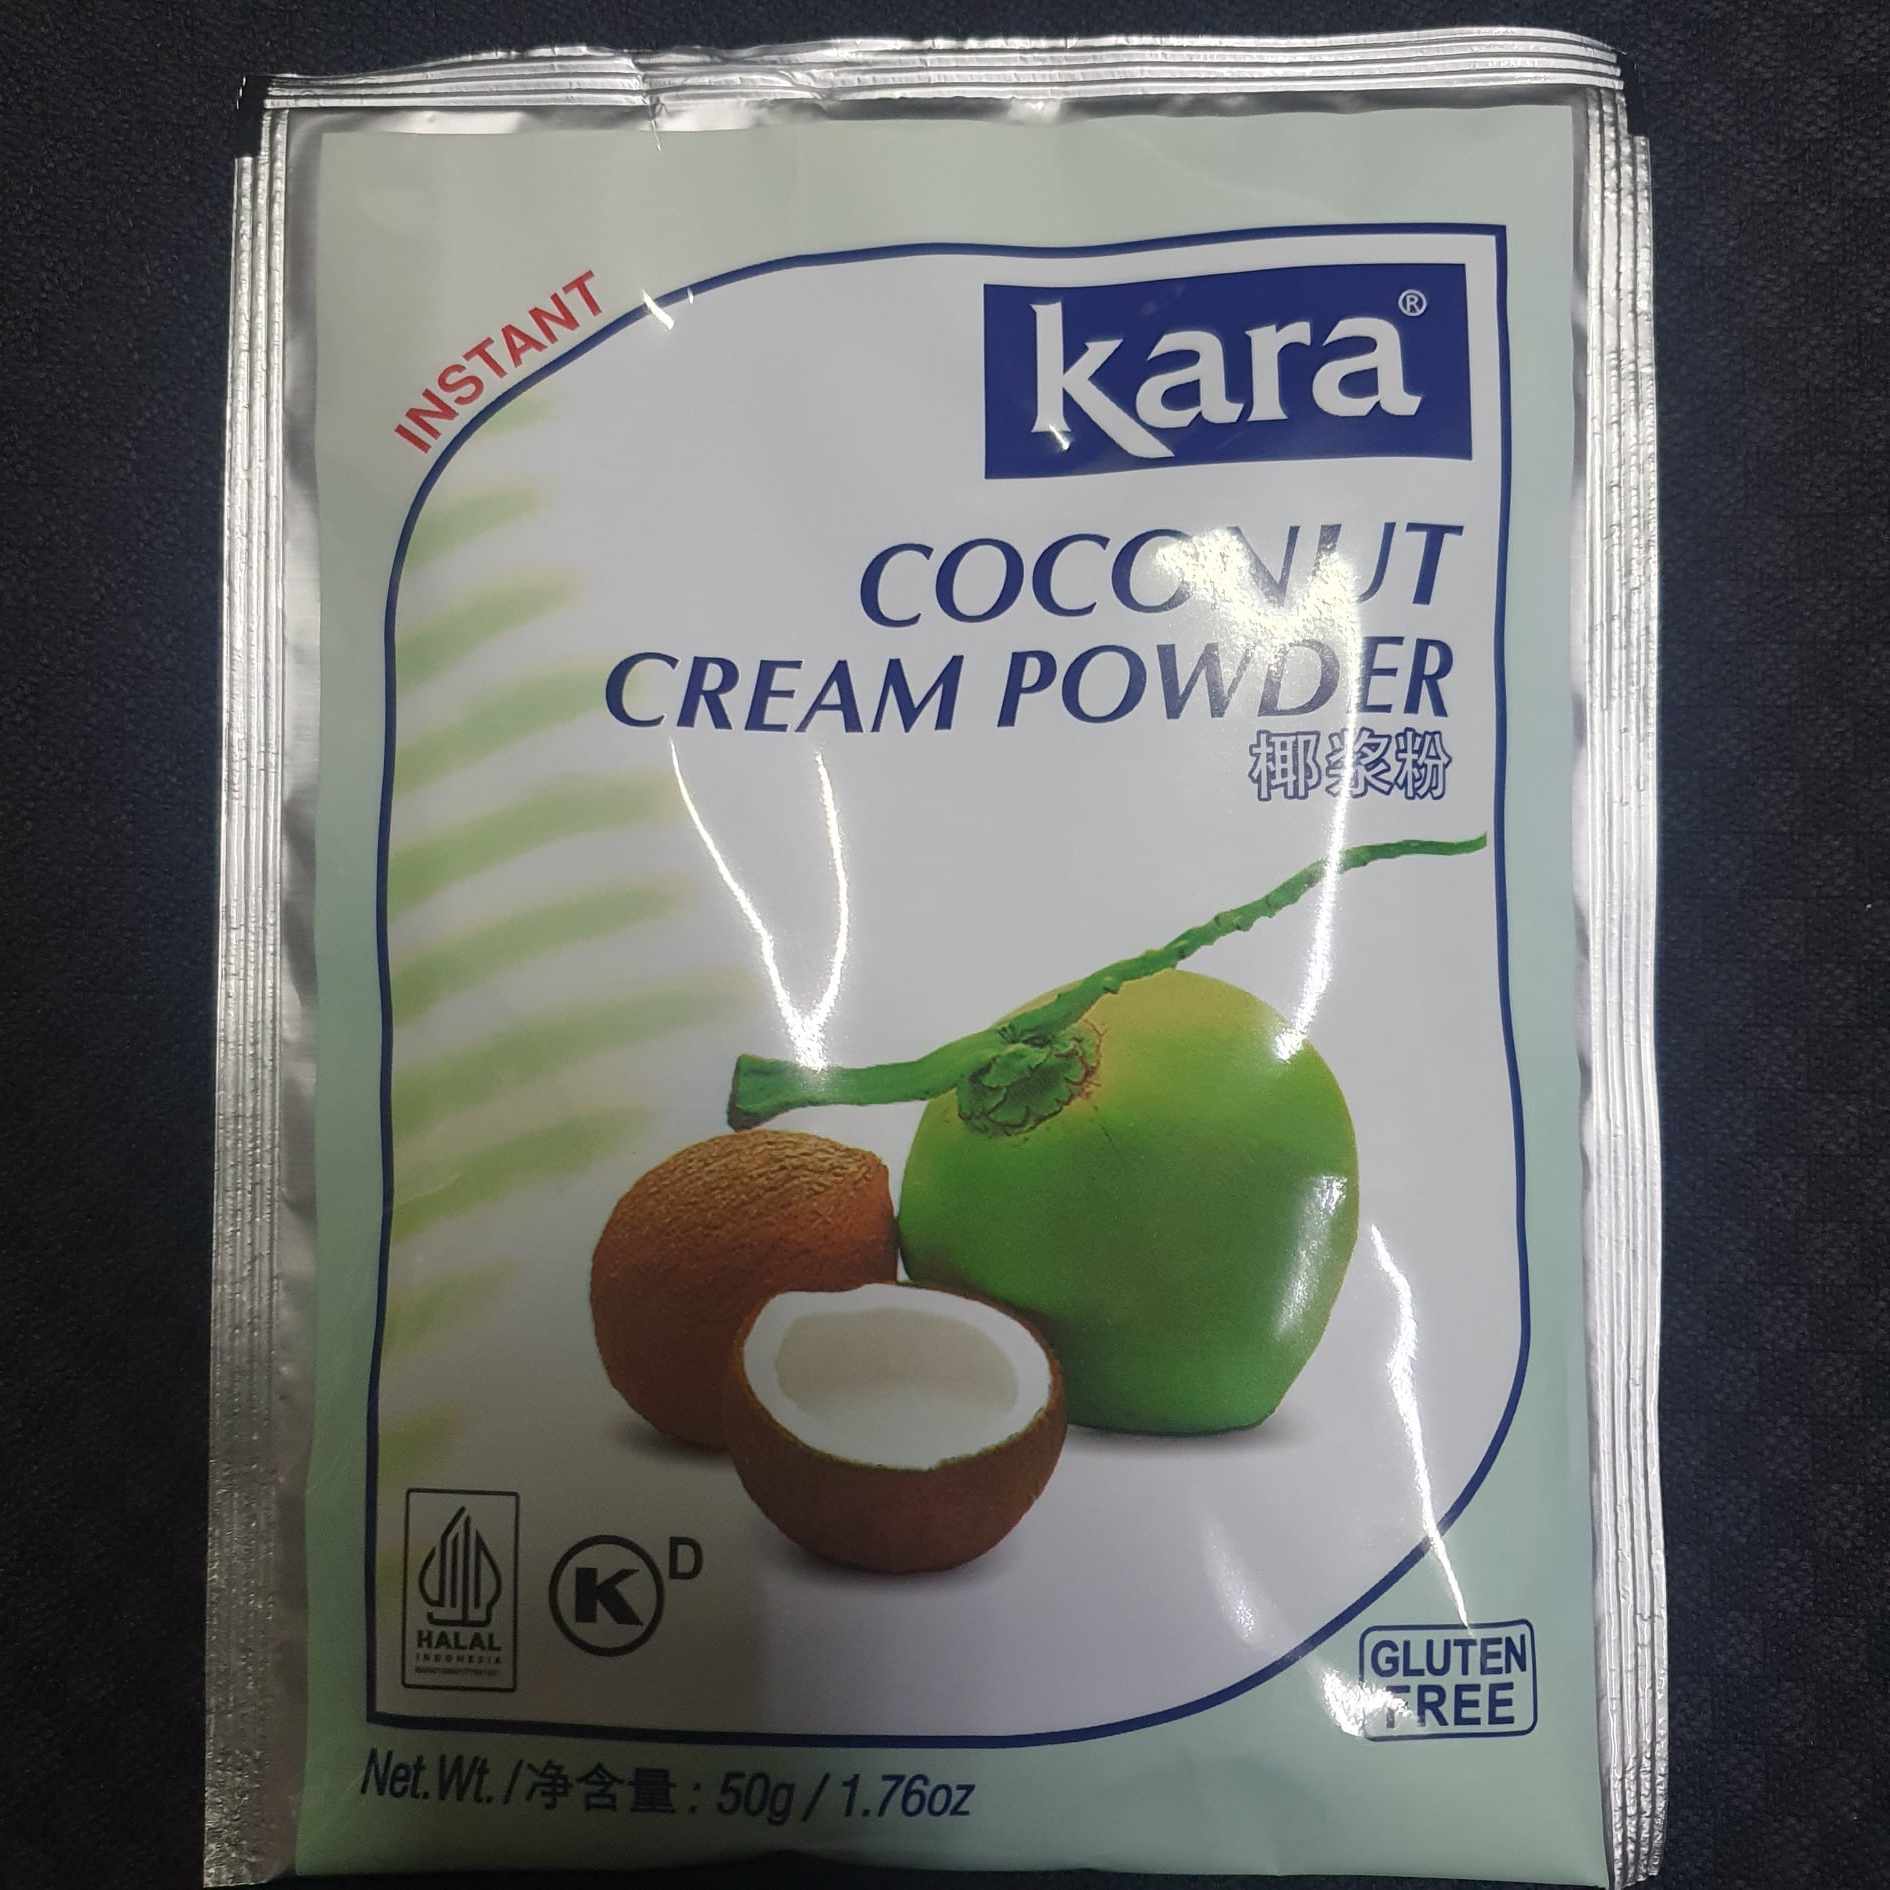 INSTANT
kara®
COCONUT
CREAM POWDER
椰浆粉
HALAL
INDONESIA
K D
GLUTEN
FREE
Net.Wt./净含量: 50g / 1.76oz